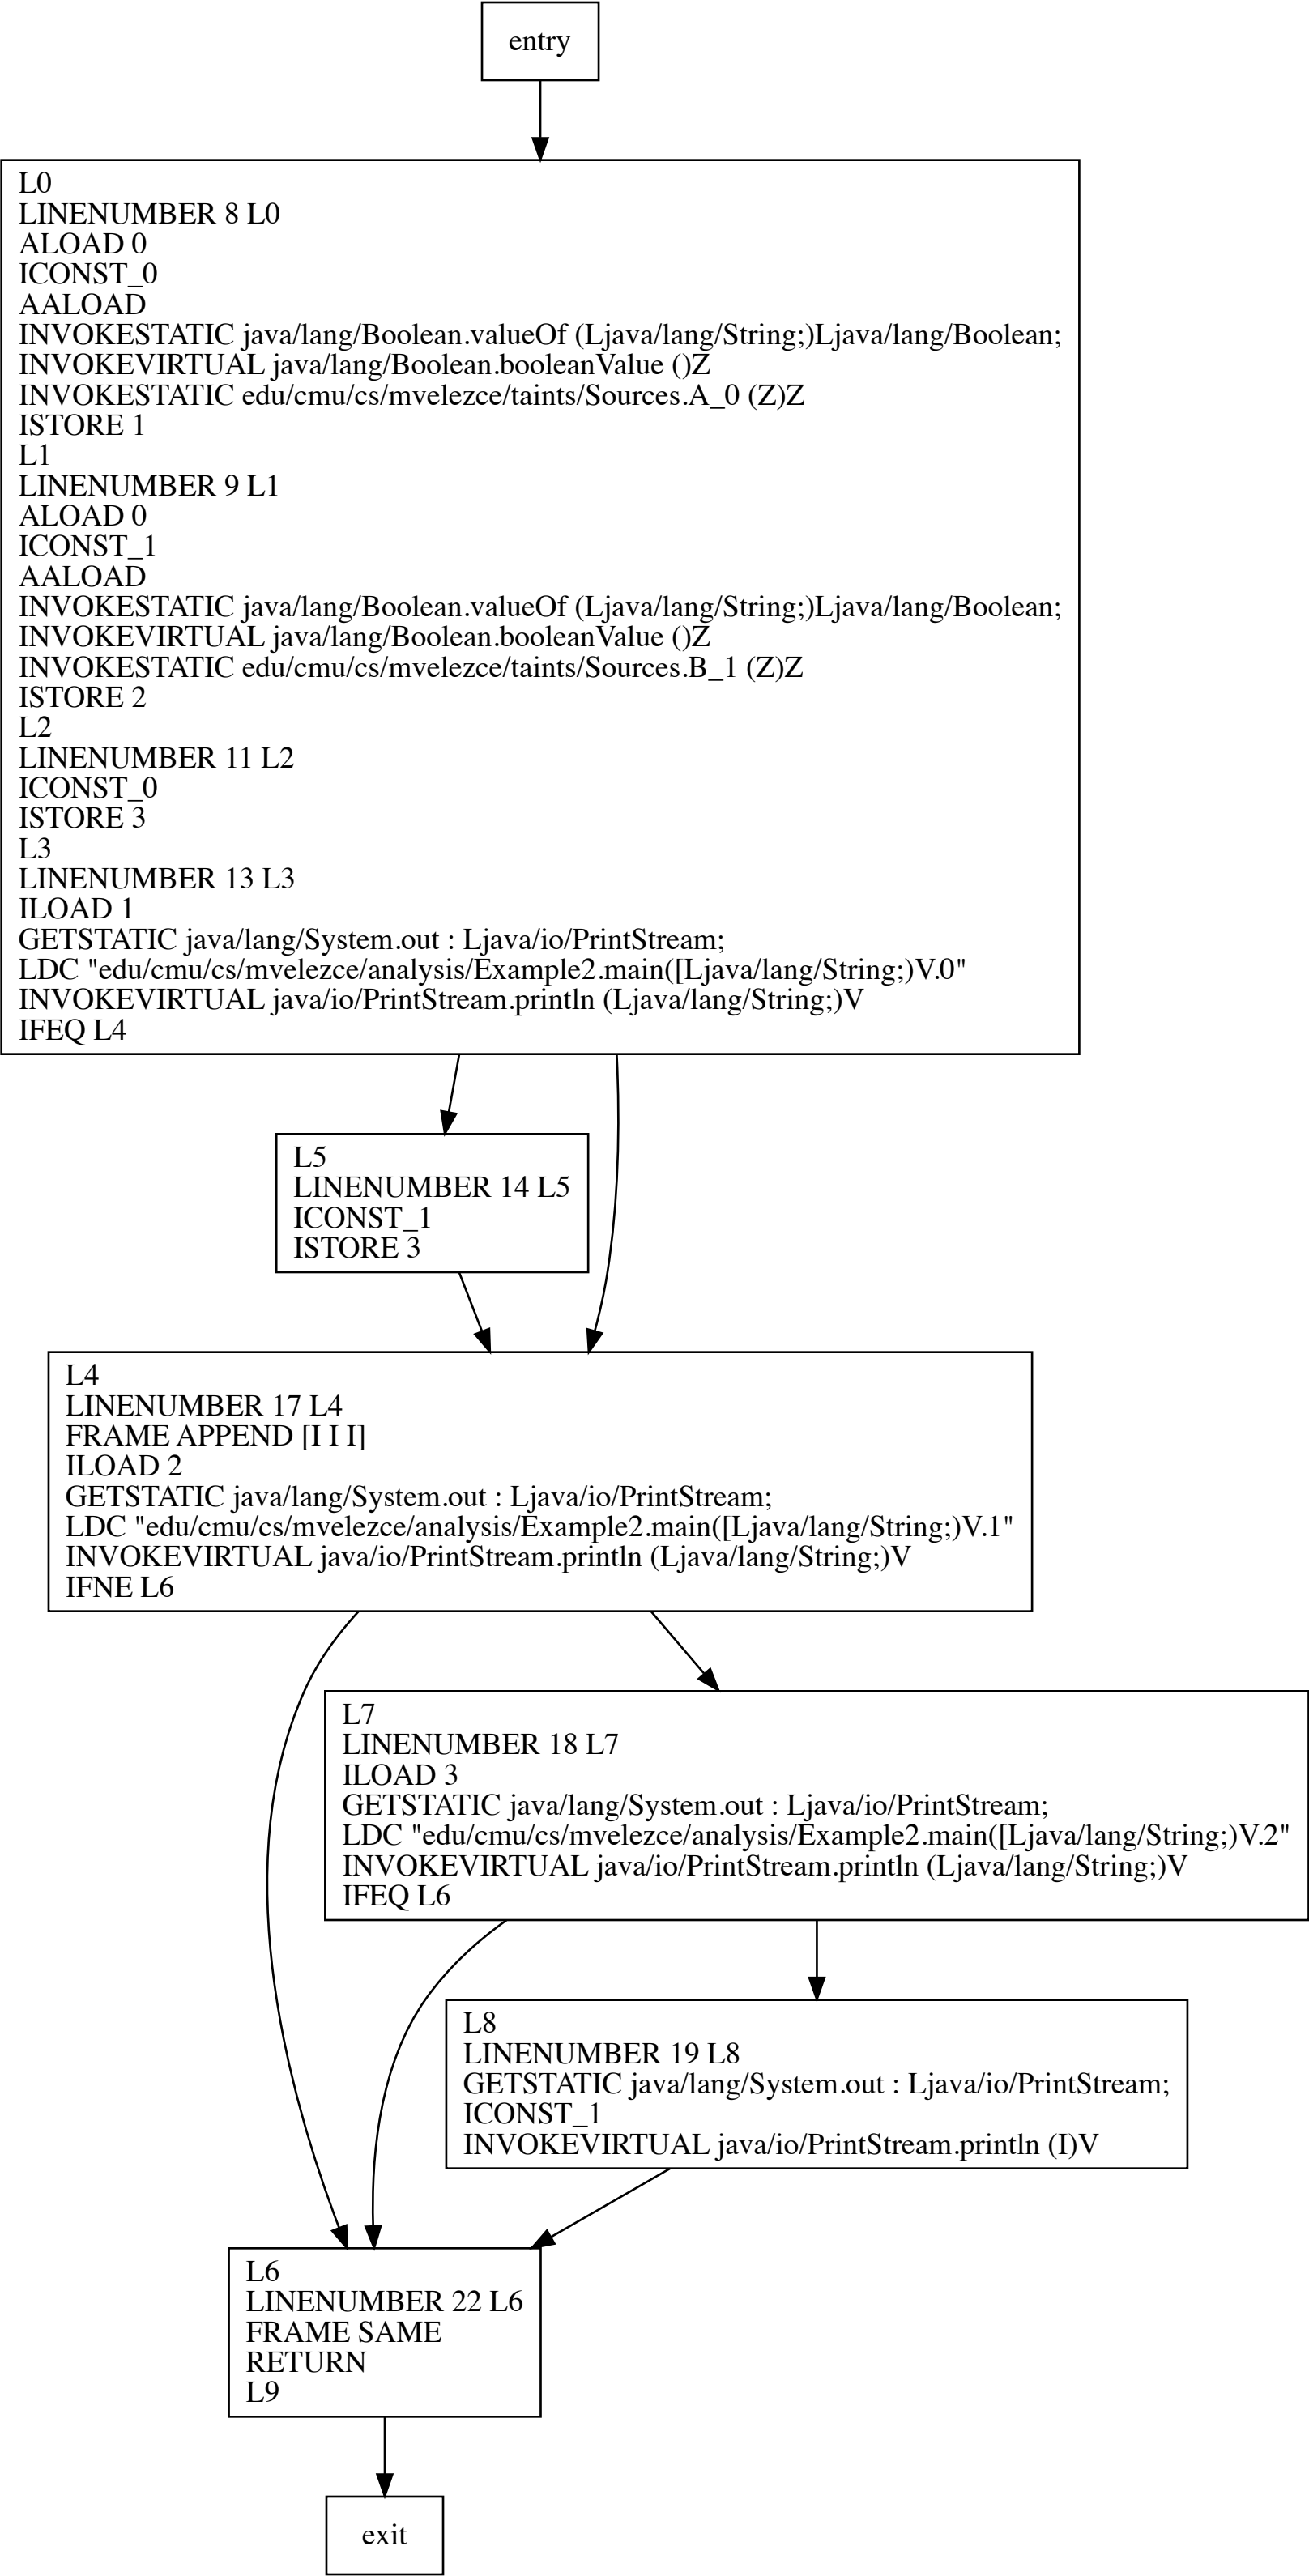 entry
L0
LINENUMBER 8 L0
ALOAD 0
ICONST_0
AALOAD
INVOKESTATIC java/lang/Boolean.valueOf (Ljava/lang/String;)Ljava/lang/Boolean;
INVOKEVIRTUAL java/lang/Boolean.booleanValue ()Z
INVOKESTATIC edu/cmu/cs/mvelezce/taints/Sources.A_0 (Z)Z
ISTORE 1
L1
LINENUMBER 9 L1
ALOAD 0
ICONST_1
AALOAD
INVOKESTATIC java/lang/Boolean.valueOf (Ljava/lang/String;)Ljava/lang/Boolean;
INVOKEVIRTUAL java/lang/Boolean.booleanValue ()Z
INVOKESTATIC edu/cmu/cs/mvelezce/taints/Sources.B_1 (Z)Z
ISTORE 2
L2
LINENUMBER 11 L2
ICONST_0
ISTORE 3
L3
LINENUMBER 13 L3
ILOAD 1
GETSTATIC java/lang/System.out : Ljava/io/PrintStream;
LDC "edu/cmu/cs/mvelezce/analysis/Example2.main([Ljava/lang/String;)V.0"
INVOKEVIRTUAL java/io/PrintStream.println (Ljava/lang/String;)V
IFEQ L4
L5
LINENUMBER 14 L5
ICONST_1
ISTORE 3
L4
LINENUMBER 17 L4
FRAME APPEND [I I I]
ILOAD 2
GETSTATIC java/lang/System.out : Ljava/io/PrintStream;
LDC "edu/cmu/cs/mvelezce/analysis/Example2.main([Ljava/lang/String;)V.1"
INVOKEVIRTUAL java/io/PrintStream.println (Ljava/lang/String;)V
IFNE L6
L7
LINENUMBER 18 L7
ILOAD 3
GETSTATIC java/lang/System.out : Ljava/io/PrintStream;
LDC "edu/cmu/cs/mvelezce/analysis/Example2.main([Ljava/lang/String;)V.2"
INVOKEVIRTUAL java/io/PrintStream.println (Ljava/lang/String;)V
IFEQ L6
L8
LINENUMBER 19 L8
GETSTATIC java/lang/System.out : Ljava/io/PrintStream;
ICONST_1
INVOKEVIRTUAL java/io/PrintStream.println (I)V
L6
LINENUMBER 22 L6
FRAME SAME
RETURN
L9
exit